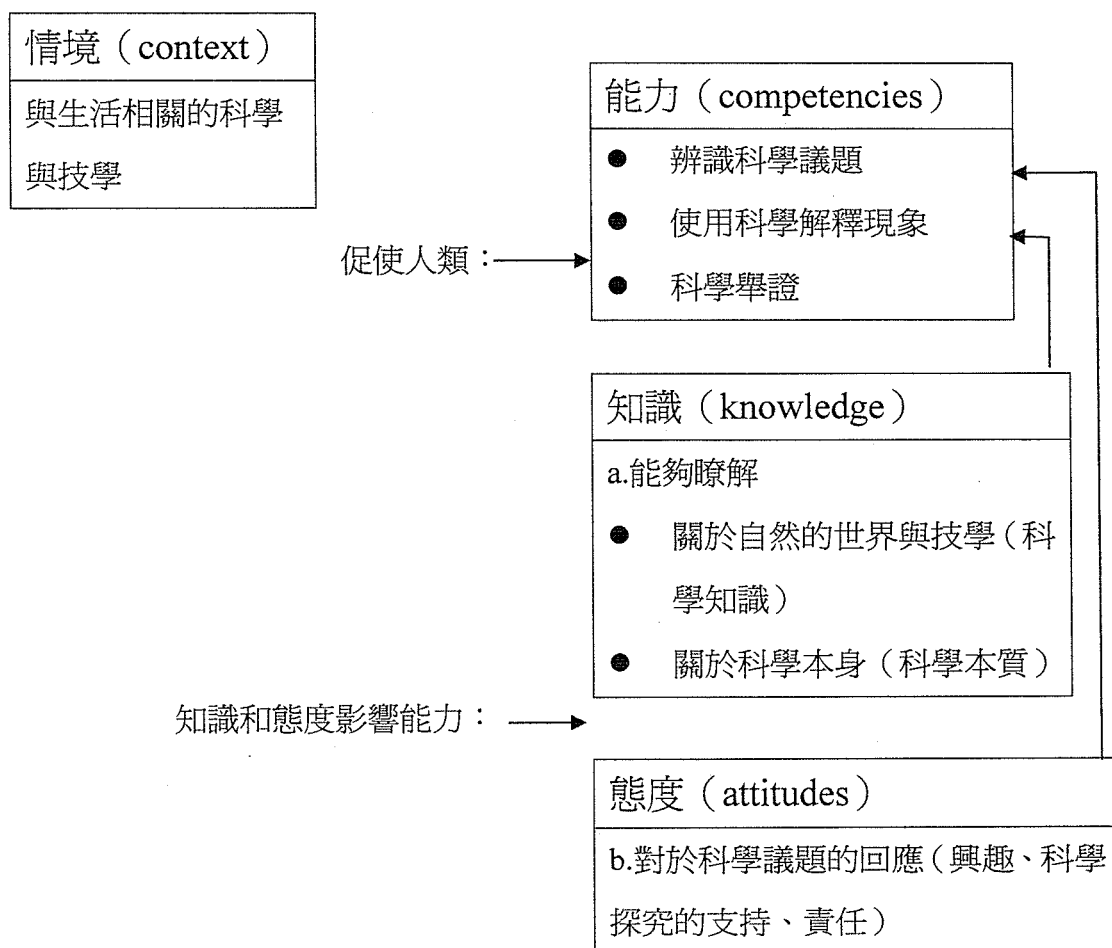 情境（context）
與生活相關的科學
與技學
能力（competencies）
● 辨識科學議題
● 使用科學解釋現象
● 科學舉證
促使人類：
知識（knowledge）
a.能夠瞭解
● 關於自然的世界與技學（科
學知識）
● 關於科學本身（科學本質）
知識和態度影響能力：
態度（attitudes）
b.對於科學議題的回應（興趣、科學
探究的支持、責任）